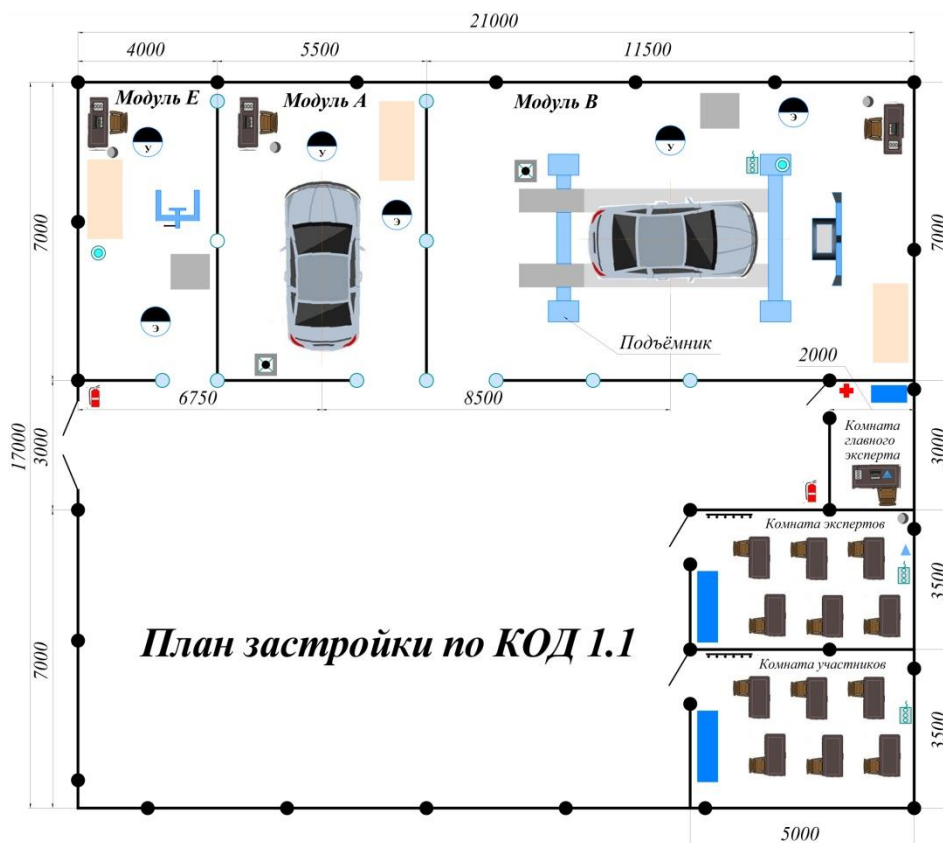 21000
4000
5500
11500
Модуль Е
Модуль А
Модуль В
У
У
У
Э
Э
Э
7000
7000
Подъёмник
2000
6750
8500
17000
3000
3000
Комната
главного
эксперта
Комната экспертов
3500
План застройки по КОД 1.1
7000
Комната участников
3500
5000